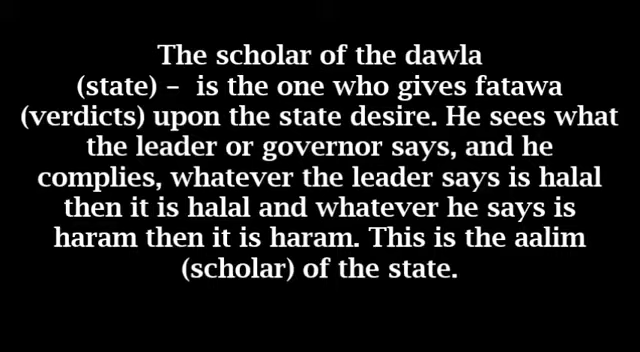 The scholar of the dawla
(state) – is the one who gives fatawa
(verdicts) upon the state desire. He sees what
the leader or governor says, and he
complies, whatever the leader says is halal
then it is halal and whatever he says is
haram then it is haram. This is the aalim
(scholar) of the state.